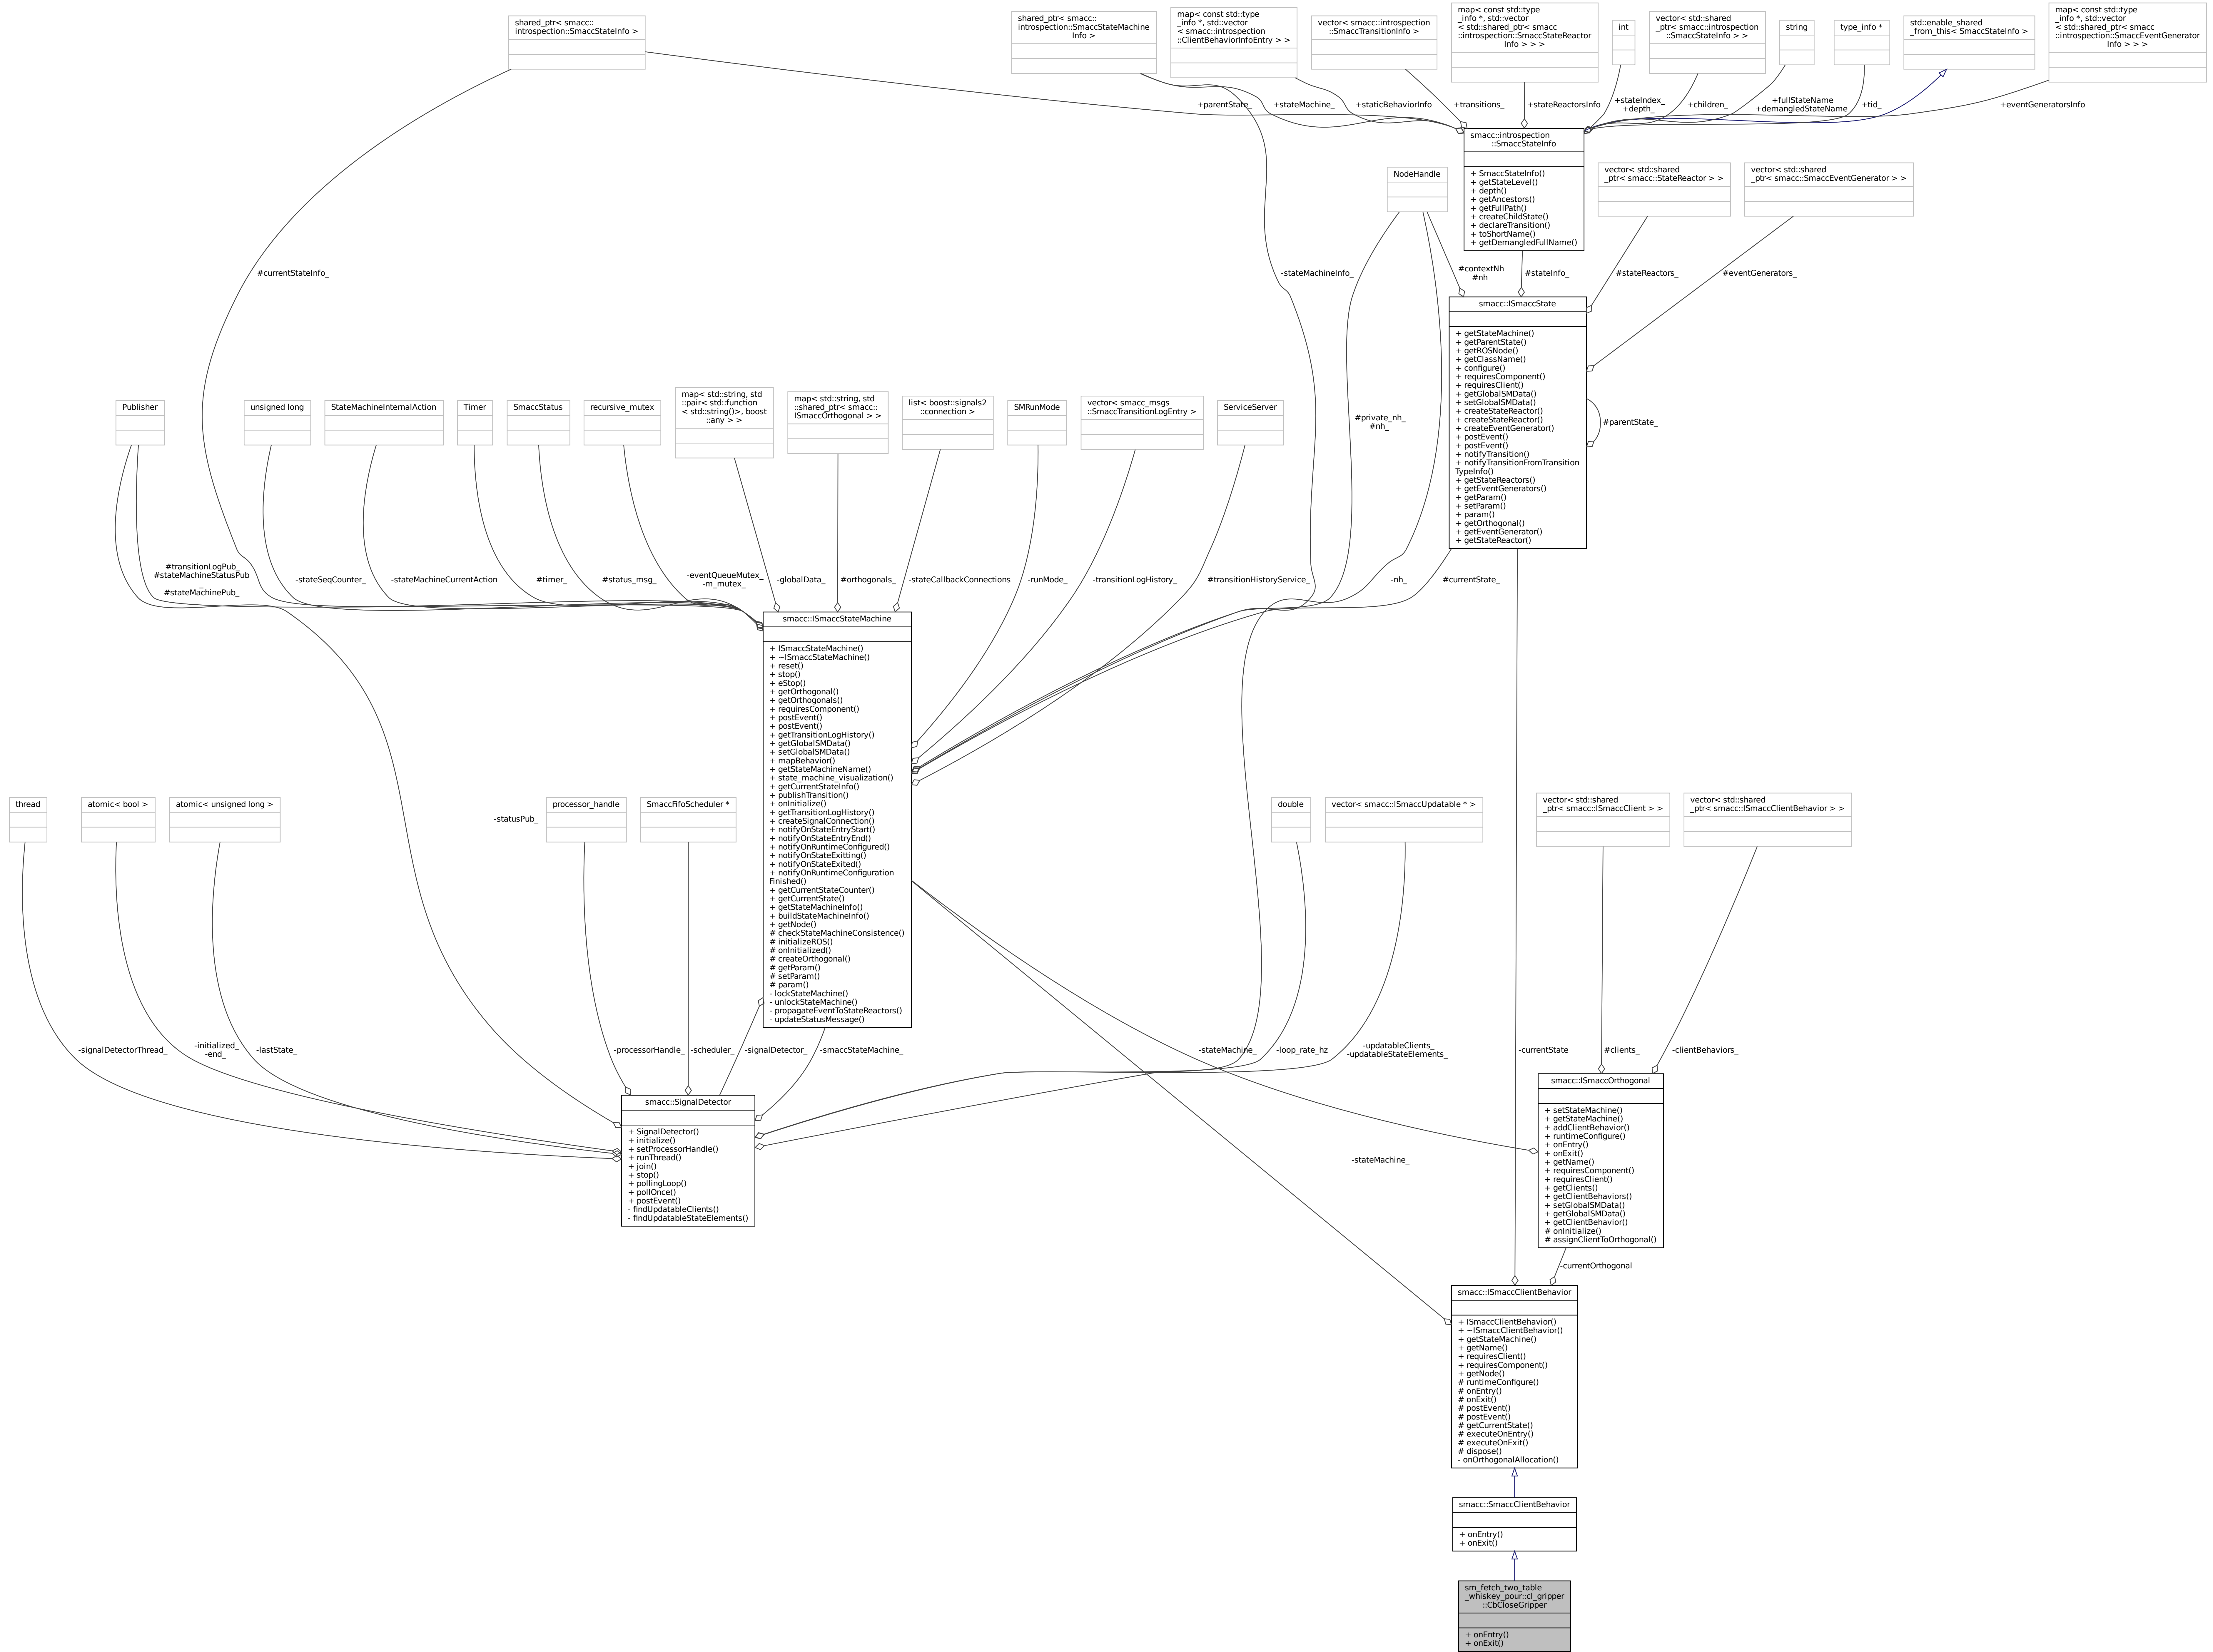 shared_ptr< smacc::
introspection::SmaccStateInfo >
shared_ptr< smacc::
introspection::SmaccStateMachine
Info >
map< const std::type
_info *, std::vector
< smacc::introspection
::ClientBehaviorInfoEntry > >
vector< smacc::introspection
::SmaccTransitionInfo >
map< const std::type
_info *, std::vector
< std::shared_ptr< smacc
::introspection::SmaccStateReactor
Info > > >
int
vector< std::shared
_ptr< smacc::introspection
::SmaccStateInfo > >
string
type_info *
std::enable_shared
_from_this< SmaccStateInfo >
map< const std::type
_info *, std::vector
< std::shared_ptr< smacc
::introspection::SmaccEventGenerator
Info > > >
+parentState_
+stateMachine_
+staticBehaviorInfo
+transitions_
+stateReactorsInfo
+stateIndex_
+depth_
+children_
+fullStateName
+demangledStateName
+tid_
+eventGeneratorsInfo
smacc::introspection
::SmaccStateInfo
+ SmaccStateInfo()
+ getStateLevel()
+ depth()
+ getAncestors()
+ getFullPath()
+ createChildState()
+ declareTransition()
+ toShortName()
+ getDemangledFullName()
NodeHandle
vector< std::shared
_ptr< smacc::StateReactor > >
vector< std::shared
_ptr< smacc::SmaccEventGenerator > >
#currentStateInfo_
-stateMachineInfo_
#contextNh
#nh
#stateInfo_
#stateReactors_
#eventGenerators_
smacc::ISmaccState
+ getStateMachine()
+ getParentState()
+ getROSNode()
+ getClassName()
+ configure()
+ requiresComponent()
+ requiresClient()
+ getGlobalSMData()
+ setGlobalSMData()
+ createStateReactor()
+ createStateReactor()
+ createEventGenerator()
+ postEvent()
+ postEvent()
+ notifyTransition()
+ notifyTransitionFromTransition
TypeInfo()
+ getStateReactors()
+ getEventGenerators()
+ getParam()
+ setParam()
+ param()
+ getOrthogonal()
+ getEventGenerator()
+ getStateReactor()
#parentState_
Publisher
unsigned long
StateMachineInternalAction
Timer
SmaccStatus
recursive_mutex
map< std::string, std
::pair< std::function
< std::string()>, boost
::any > >
map< std::string, std
::shared_ptr< smacc::
ISmaccOrthogonal > >
list< boost::signals2
::connection >
SMRunMode
vector< smacc_msgs
::SmaccTransitionLogEntry >
ServiceServer
#private_nh_
#nh_
#transitionLogPub_
#stateMachineStatusPub
_
#stateMachinePub_
-stateSeqCounter_
-stateMachineCurrentAction
#timer_
#status_msg_
-eventQueueMutex_
-m_mutex_
-globalData_
#orthogonals_
-stateCallbackConnections
-runMode_
-transitionLogHistory_
#transitionHistoryService_
-nh_
#currentState_
smacc::ISmaccStateMachine
+ ISmaccStateMachine()
+ ~ISmaccStateMachine()
+ reset()
+ stop()
+ eStop()
+ getOrthogonal()
+ getOrthogonals()
+ requiresComponent()
+ postEvent()
+ postEvent()
+ getTransitionLogHistory()
+ getGlobalSMData()
+ setGlobalSMData()
+ mapBehavior()
+ getStateMachineName()
+ state_machine_visualization()
+ getCurrentStateInfo()
+ publishTransition()
+ onInitialize()
+ getTransitionLogHistory()
+ createSignalConnection()
+ notifyOnStateEntryStart()
+ notifyOnStateEntryEnd()
+ notifyOnRuntimeConfigured()
+ notifyOnStateExitting()
+ notifyOnStateExited()
+ notifyOnRuntimeConfiguration
Finished()
+ getCurrentStateCounter()
+ getCurrentState()
+ getStateMachineInfo()
+ buildStateMachineInfo()
+ getNode()
# checkStateMachineConsistence()
# initializeROS()
# onInitialized()
# createOrthogonal()
# getParam()
# setParam()
# param()
- lockStateMachine()
- unlockStateMachine()
- propagateEventToStateReactors()
- updateStatusMessage()
thread
atomic< bool >
atomic< unsigned long >
-statusPub_
processor_handle
SmaccFifoScheduler *
double
vector< smacc::ISmaccUpdatable * >
vector< std::shared
_ptr< smacc::ISmaccClient > >
vector< std::shared
_ptr< smacc::ISmaccClientBehavior > >
-signalDetectorThread_
-initialized_
-end_
-lastState_
-processorHandle_
-scheduler_
-signalDetector_
-smaccStateMachine_
-stateMachine_
-loop_rate_hz
-updatableClients_
-updatableStateElements_
-currentState
#clients_
-clientBehaviors_
smacc::SignalDetector
+ SignalDetector()
+ initialize()
+ setProcessorHandle()
+ runThread()
+ join()
+ stop()
+ pollingLoop()
+ pollOnce()
+ postEvent()
- findUpdatableClients()
- findUpdatableStateElements()
smacc::ISmaccOrthogonal
+ setStateMachine()
+ getStateMachine()
+ addClientBehavior()
+ runtimeConfigure()
+ onEntry()
+ onExit()
+ getName()
+ requiresComponent()
+ requiresClient()
+ getClients()
+ getClientBehaviors()
+ setGlobalSMData()
+ getGlobalSMData()
+ getClientBehavior()
# onInitialize()
# assignClientToOrthogonal()
-stateMachine_
-currentOrthogonal
smacc::ISmaccClientBehavior
+ ISmaccClientBehavior()
+ ~ISmaccClientBehavior()
+ getStateMachine()
+ getName()
+ requiresClient()
+ requiresComponent()
+ getNode()
# runtimeConfigure()
# onEntry()
# onExit()
# postEvent()
# postEvent()
# getCurrentState()
# executeOnEntry()
# executeOnExit()
# dispose()
- onOrthogonalAllocation()
smacc::SmaccClientBehavior
+ onEntry()
+ onExit()
sm_fetch_two_table
_whiskey_pour::cl_gripper
::CbCloseGripper
+ onEntry()
+ onExit()